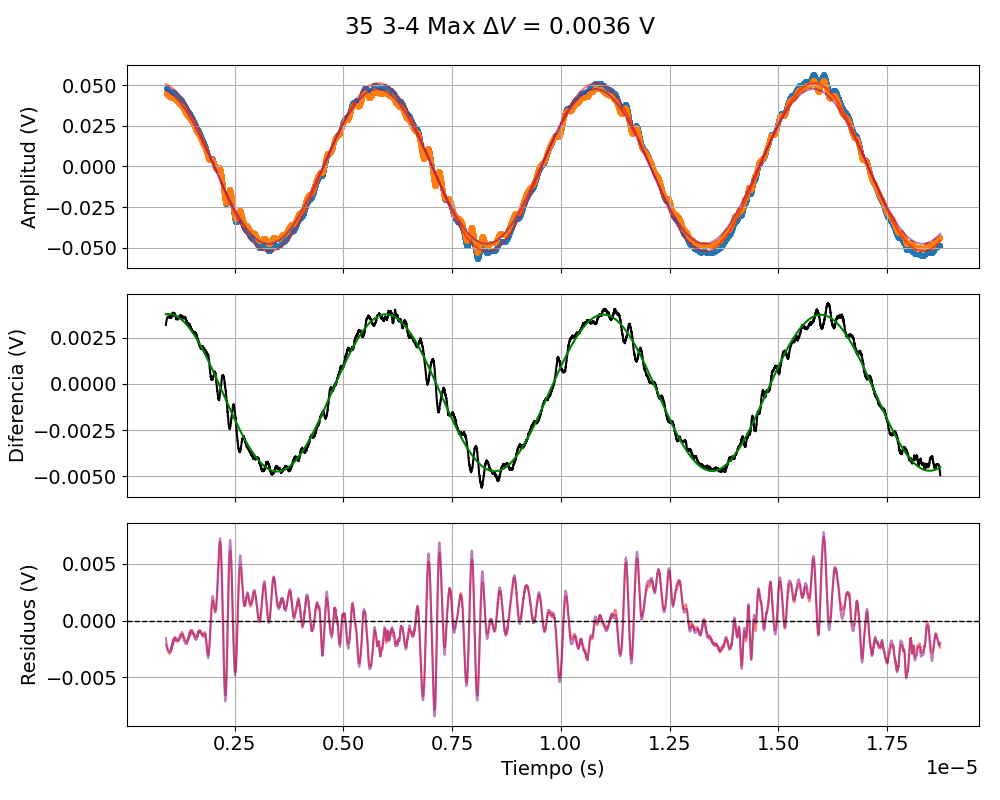 35 3-4 Max ΔV = 0.0036 V
Amplitud (V)
0.050
0.025
0.000
−0.025
−0.050
Diferencia (V)
0.0025
0.0000
−0.0025
−0.0050
Residuos (V)
0.005
0.000
−0.005
0.25 0.50 0.75 1.00 1.25 1.50 1.75
Tiempo (s)
1e−5